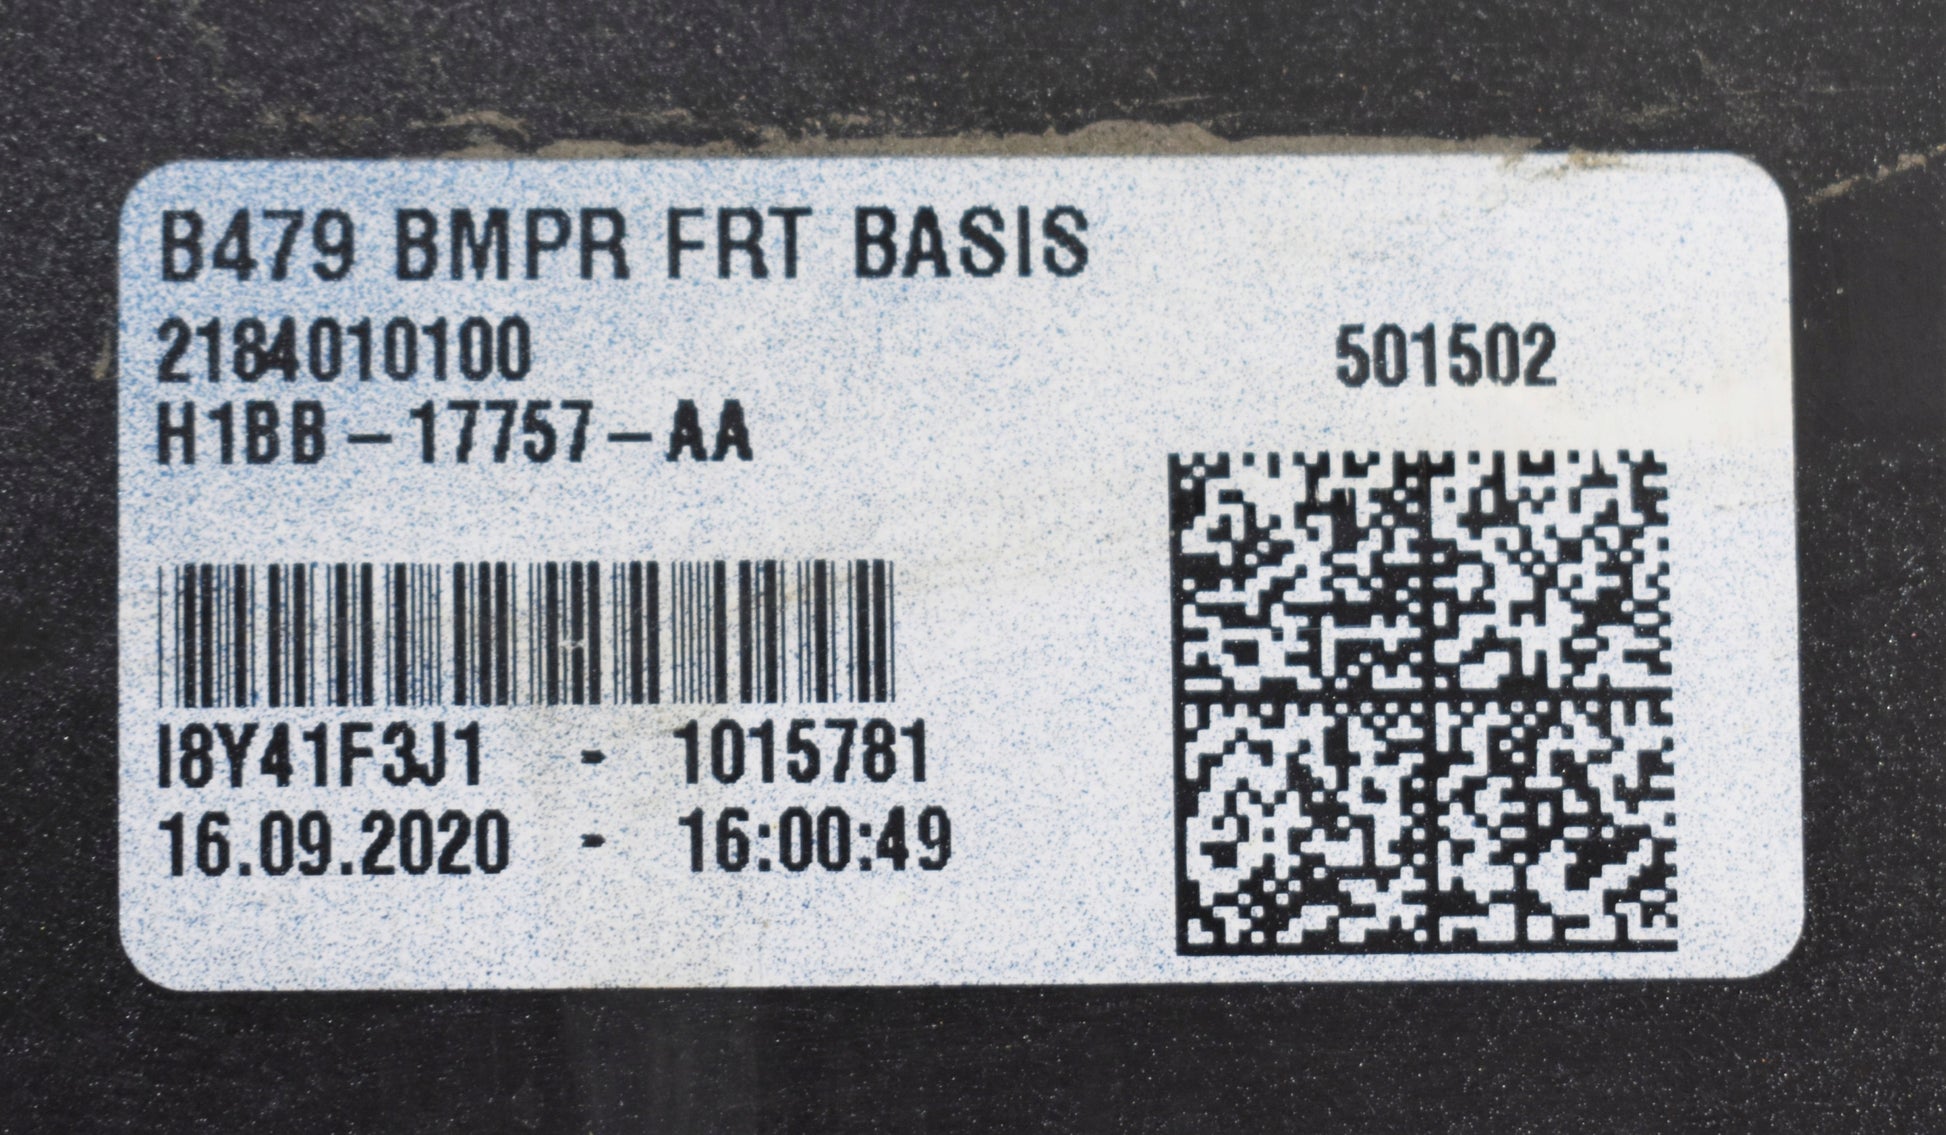 B479 BMPR FRT BASIS
2184010100
501502
H1BB-17757-AA
I8Y41F3J1 - 1015781
16.09.2020 - 16:00:49